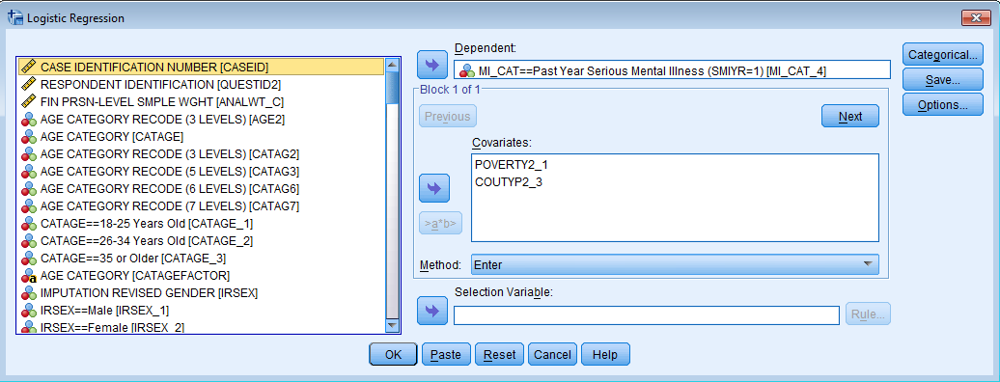 Logistic Regression
CASE IDENTIFICATION NUMBER [CASEID]
RESPONDENT IDENTIFICATION [QUESTID2]
FIN PRSN-LEVEL SMPLE WGHT [ANALWT_C]
AGE CATEGORY RECODE (3 LEVELS) [AGE2]
AGE CATEGORY [CATAGE]
AGE CATEGORY RECODE (3 LEVELS) [CATAG2]
AGE CATEGORY RECODE (5 LEVELS) [CATAG3]
AGE CATEGORY RECODE (6 LEVELS) [CATAG6]
AGE CATEGORY RECODE (7 LEVELS) [CATAG7]
CATAGE==18-25 Years Old [CATAGE_1]
CATAGE==26-34 Years Old [CATAGE_2]
CATAGE==35 or Older [CATAGE_3]
a AGE CATEGORY [CATAGEFACTOR]
IMPUTATION REVISED GENDER [IRSEX]
IRSEX==Male [IRSEX_1]
IRSEX==Female [IRSEX_2]
Dependent:
MI_CAT==Past Year Serious Mental Illness (SMIYR=1) [MI_CAT_4]
Block 1 of 1
Previous
Next
Covariates:
POVERTY2_1
COUTYP2_3
>a*b>
Method:
Enter
Selection Variable:
Rule...
Categorical...
Save...
Options...
OK
Paste
Reset
Cancel
Help